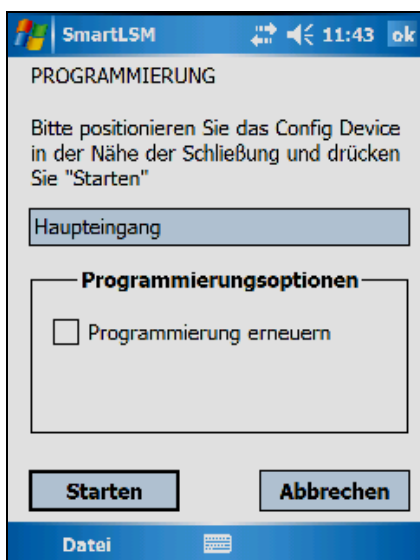 SmartLSM 11:43 ok
PROGRAMMIERUNG
Bitte positionieren Sie das Config Device
in der Nähe der Schließung und drücken
Sie "Starten"
Haupteingang
Programmierungsoptionen
Programmierung erneuern
Starten Abbrechen
Datei